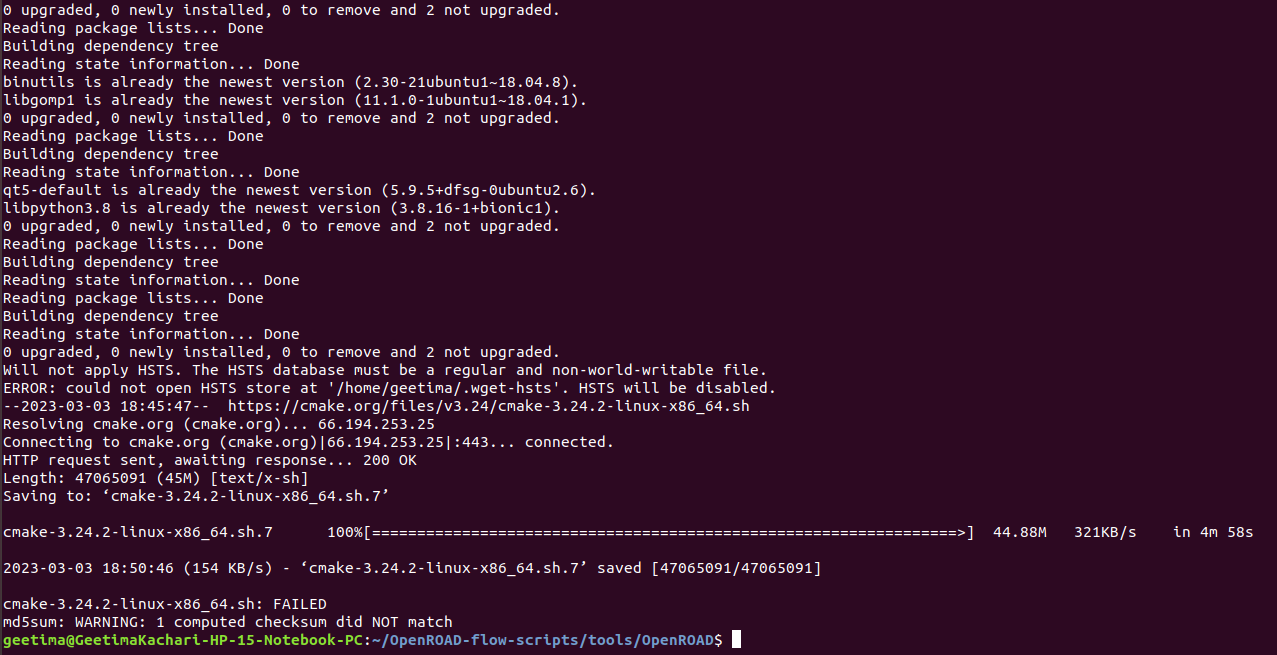 0 upgraded, 0 newly installed, 0 to remove and 2 not upgraded.
Reading package lists... Done
Building dependency tree
Reading state information... Done
binutils is already the newest version (2.30-21ubuntu1~18.04.8).
libgomp1 is already the newest version (11.1.0-1ubuntu1~18.04.1).
0 upgraded, 0 newly installed, 0 to remove and 2 not upgraded.
Reading package lists... Done
Building dependency tree
Reading state information... Done
qt5-default is already the newest version (5.9.5+dfsg-0ubuntu2.6).
libpython3.8 is already the newest version (3.8.16-1+bionic1).
0 upgraded, 0 newly installed, 0 to remove and 2 not upgraded.
Reading package lists... Done
Building dependency tree
Reading state information... Done
Reading package lists... Done
Building dependency tree
Reading state information... Done
0 upgraded, 0 newly installed, 0 to remove and 2 not upgraded.
Will not apply HSTS. The HSTS database must be a regular and non-world-writable file.
ERROR: could not open HSTS store at '/home/geetima/.wget-hsts'. HSTS will be disabled.
--2023-03-03 18:45:47--  https://cmake.org/files/v3.24/cmake-3.24.2-linux-x86_64.sh
Resolving cmake.org (cmake.org)... 66.194.253.25
Connecting to cmake.org (cmake.org)|66.194.253.25|:443... connected.
HTTP request sent, awaiting response... 200 OK
Length: 47065091 (45M) [text/x-sh]
Saving to: ‘cmake-3.24.2-linux-x86_64.sh.7’
cmake-3.24.2-linux-x86_64.sh.7      100%[=================================================================>]  44.88M   321KB/s    in 4m 58s
2023-03-03 18:50:46 (154 KB/s) - ‘cmake-3.24.2-linux-x86_64.sh.7’ saved [47065091/47065091]
cmake-3.24.2-linux-x86_64.sh: FAILED
md5sum: WARNING: 1 computed checksum did NOT match
geetima@GeetimaKachari-HP-15-Notebook-PC:~/OpenROAD-flow-scripts/tools/OpenROAD$